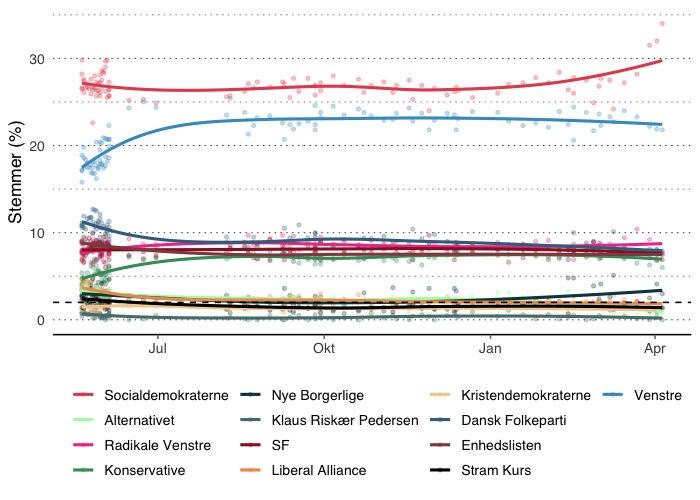 Stemmer (%)
30
20
10
0
Jul Okt Jan Apr
Socialdemokraterne Nye Borgerlige Kristendemokraterne Venstre
Alternativet Klaus Riskær Pedersen Dansk Folkeparti
Radikale Venstre SF Enhedslisten
Konservative Liberal Alliance Stram Kurs